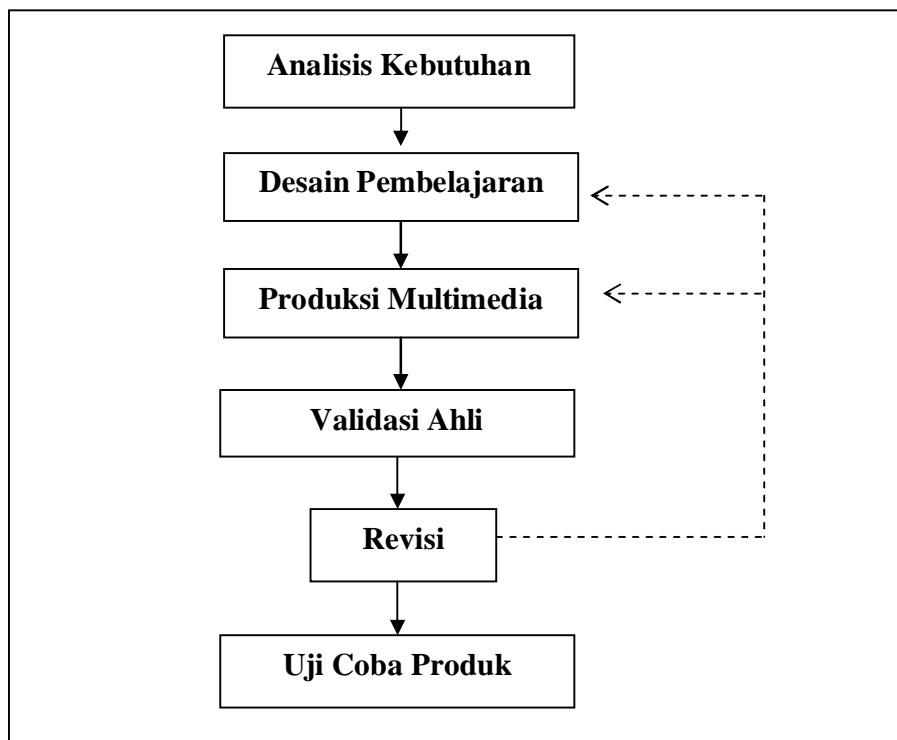 Analisis Kebutuhan
Desain Pembelajaran
Produksi Multimedia
Validasi Ahli
Revisi
Uji Coba Produk